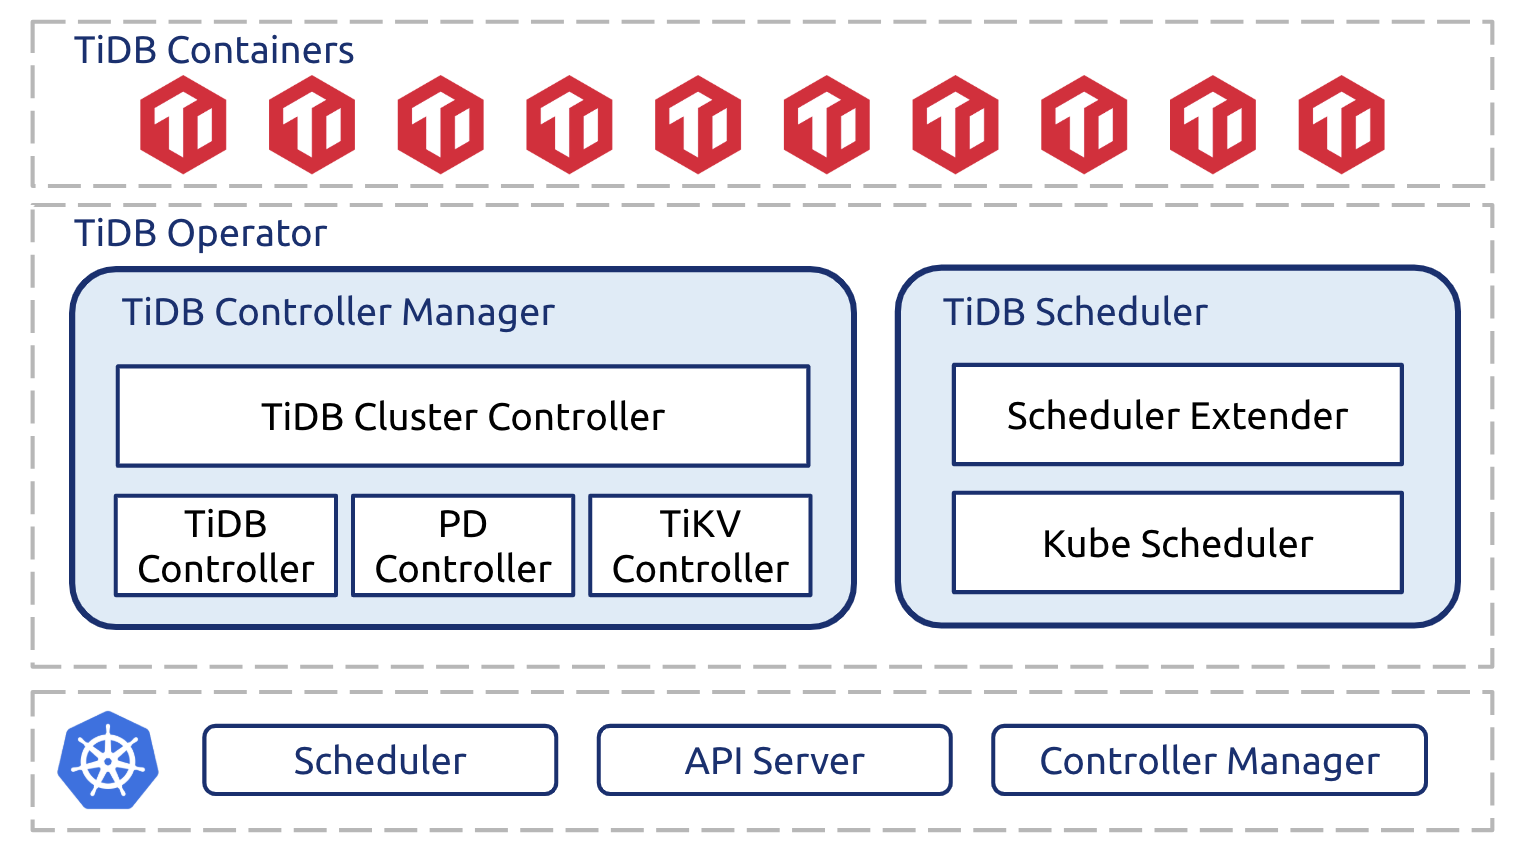 TiDB Containers
TiDB Operator
TiDB Controller Manager
TiDB Cluster Controller
TiDB
Controller
PD
Controller
TiKV
Controller
TiDB Scheduler
Scheduler Extender
Kube Scheduler
Scheduler
API Server
Controller Manager